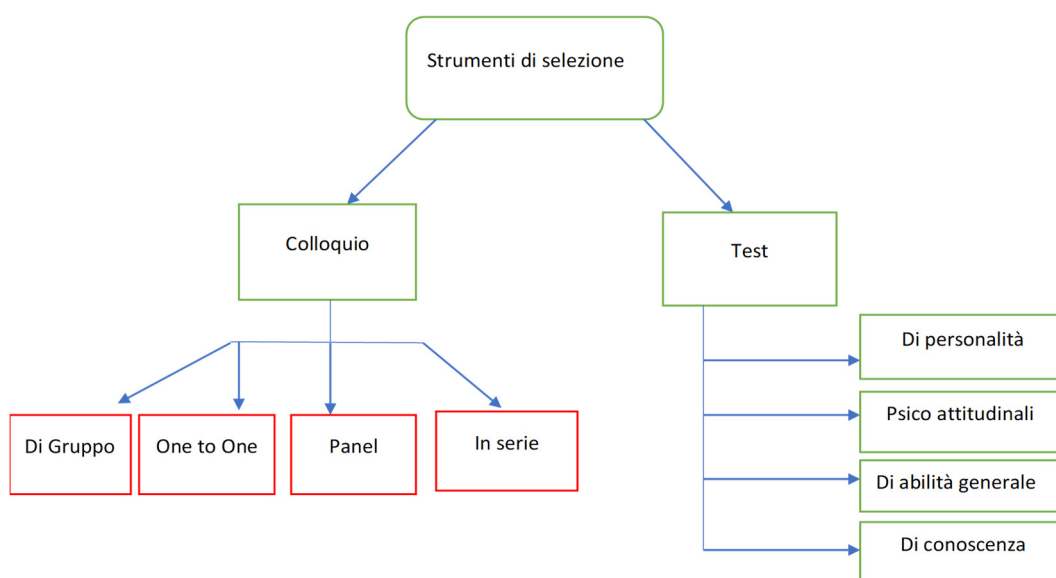 Strumenti di selezione
Colloquio
Test
Di personalità
Psico attitudinali
Di abilità generale
Di conoscenza
Di Gruppo
One to One
Panel
In serie